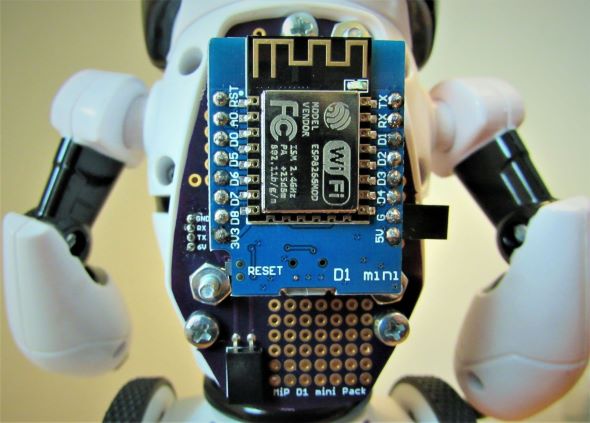 RST
A0
D0
D5
D6
D7
D8
3V3
TX
RX
D1
D2
D3
D4
G
5V
MODEL ESP8266MOD
VENDOR
WiFi
FC
ISM 2.4GHz
PA +25dBm
802.11b/g/n
GND
RX
TX
6V
RESET
D1 mini
MiP D1 mini Pack